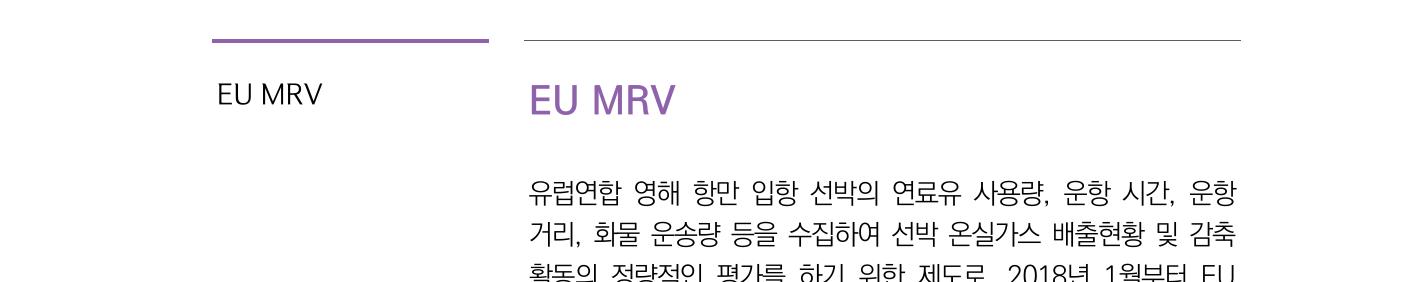 EU MRV
EU MRV
유럽연합 영해 항만 입항 선박의 연료유 사용량, 운항 시간, 운항
거리, 화물 운송량 등을 수집하여 선박 온실가스 배출현황 및 감축
활동의 정량적인 평가를 하기 위한 제도로, 2018년 1월부터 EU